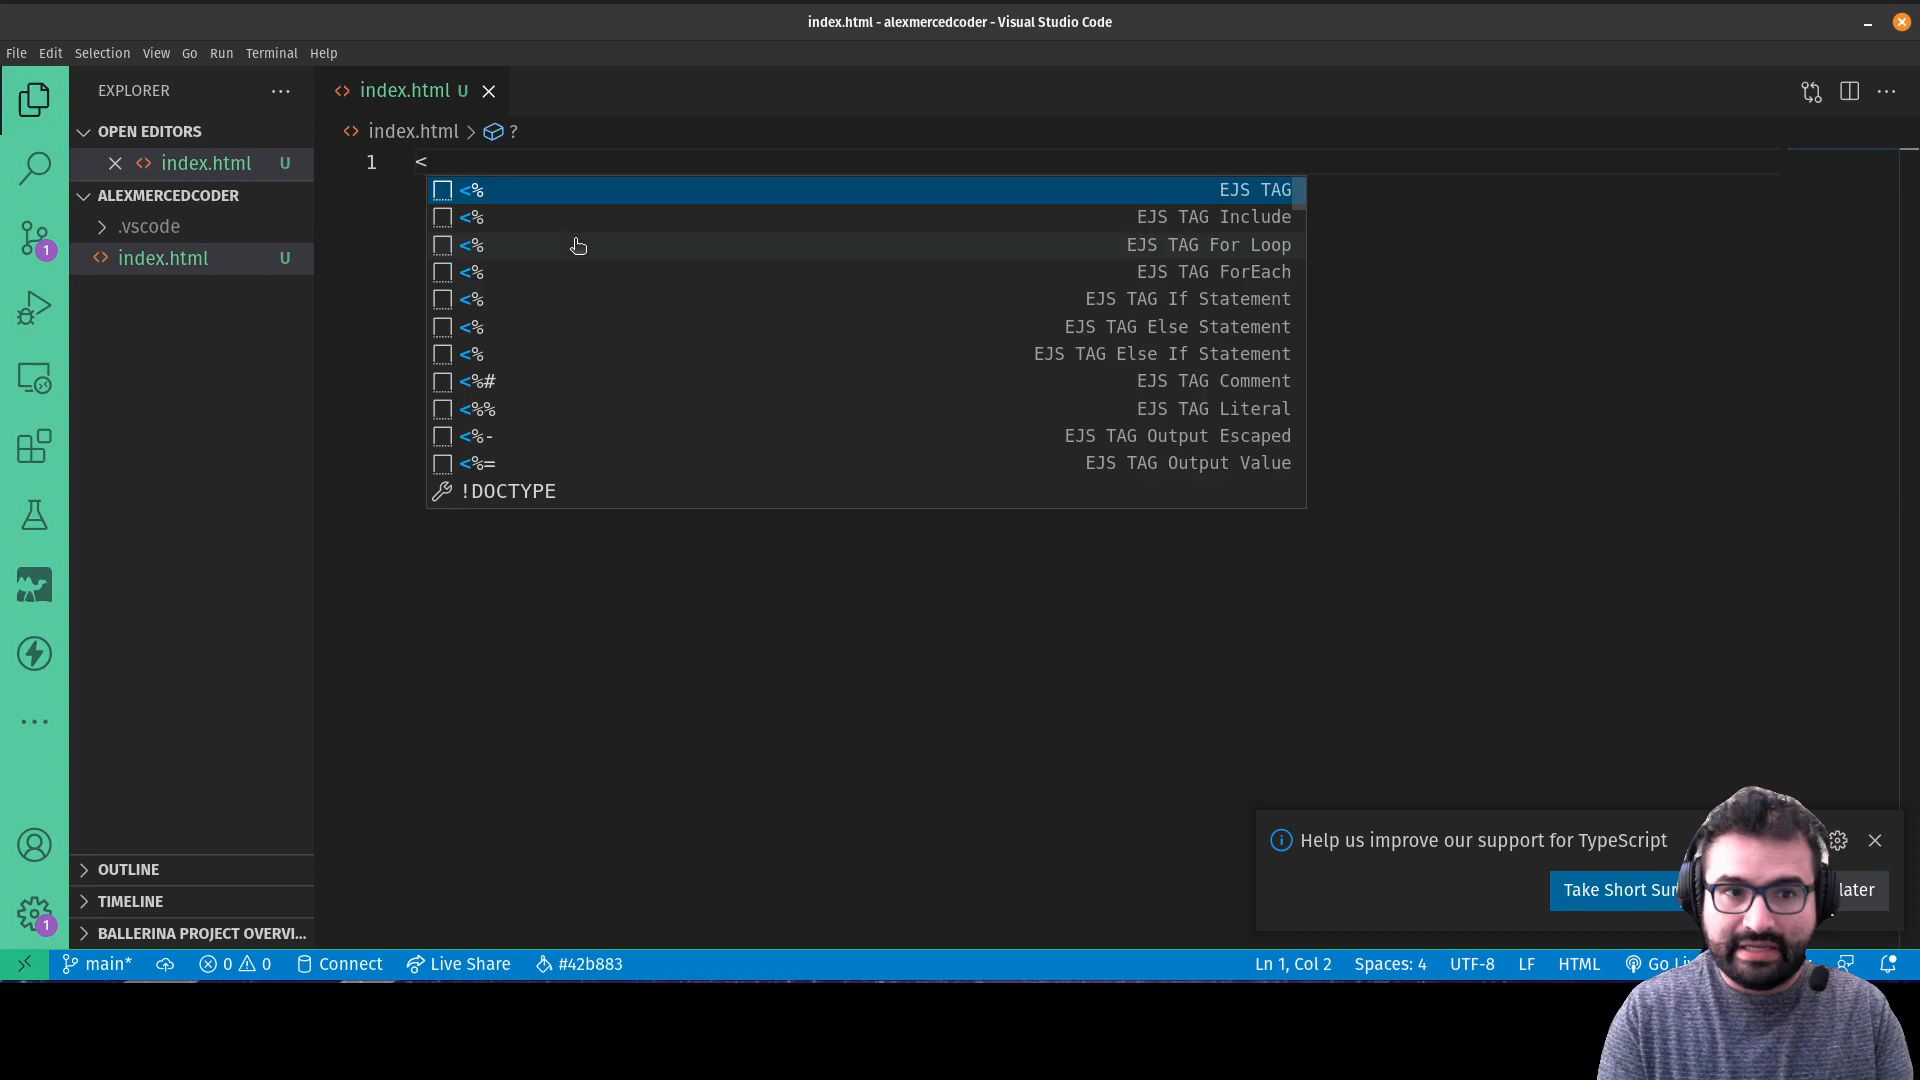 index.html - alexmercedcoder - Visual Studio Code
File Edit Selection View Go Run Terminal Help
EXPLORER
index.html U
OPEN EDITORS
index.html > ?
index.html U
1 <
ALEXMERCEDCODER
.vscode
index.html U
<% EJS TAG
<% EJS TAG Include
<% EJS TAG For Loop
<% EJS TAG ForEach
<% EJS TAG If Statement
<% EJS TAG Else Statement
<% EJS TAG Else If Statement
<%# EJS TAG Comment
<%% EJS TAG Literal
<%- EJS TAG Output Escaped
<%= EJS TAG Output Value
!DOCTYPE
1
1
OUTLINE
TIMELINE
BALLERINA PROJECT OVERVI...
Help us improve our support for TypeScript
Take Short later
main* 0 0 Connect Live Share #42b883 Ln 1, Col 2 Spaces: 4 UTF-8 LF HTML Go